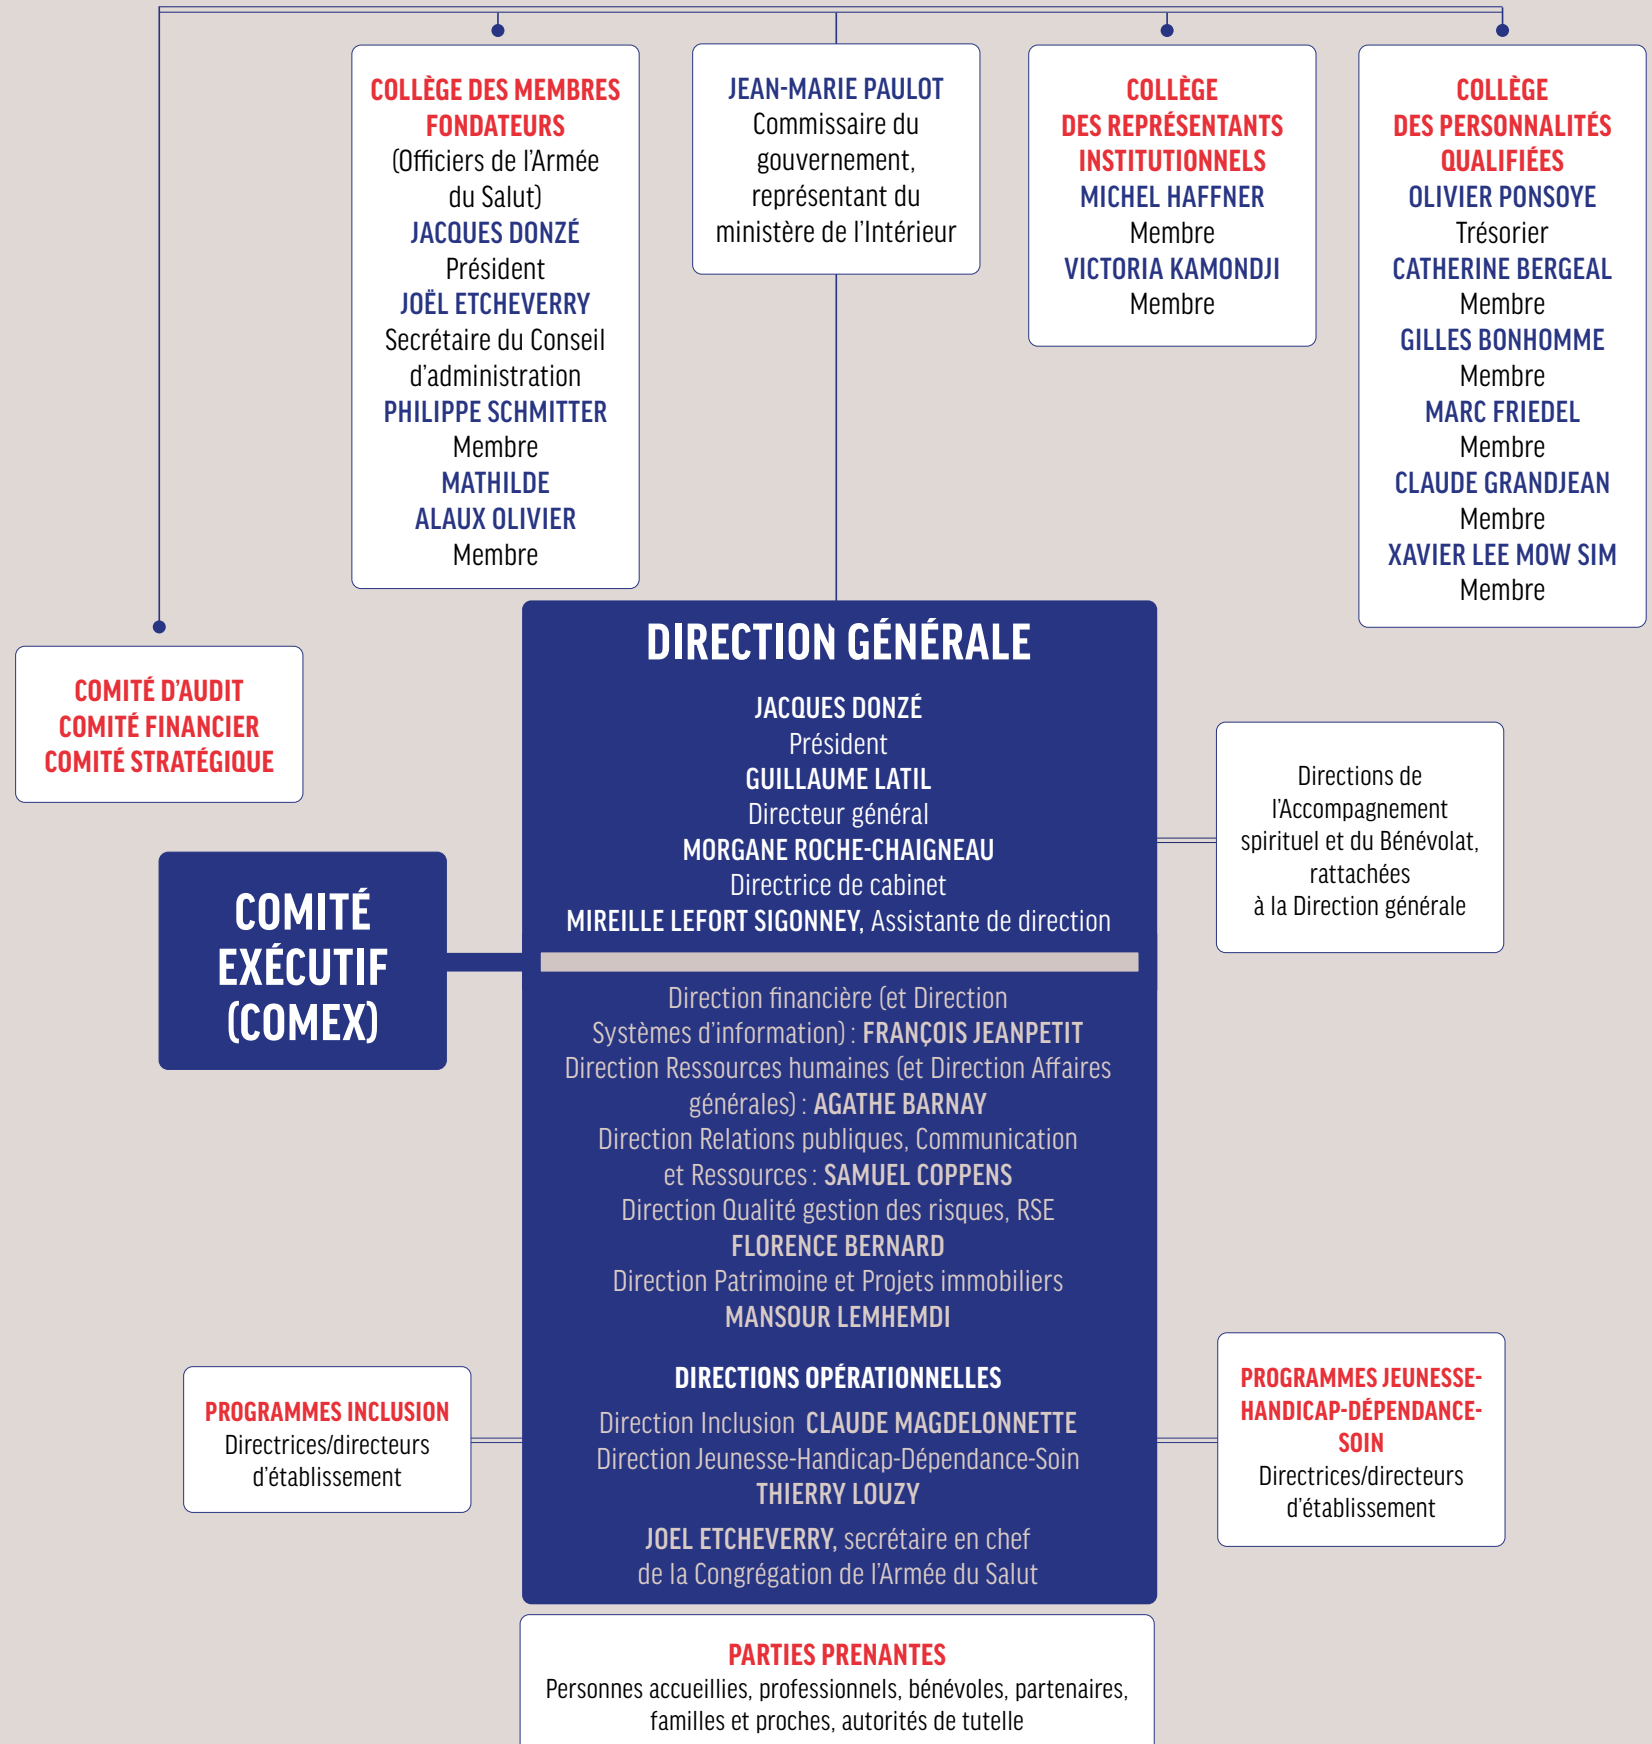 COLLÈGE DES MEMBRES
FONDATEURS
(Officiers de l'Armée
du Salut)
JACQUES DONZÉ
Président
JOËL ETCHEVERRY
Secrétaire du Conseil
d'administration
PHILIPPE SCHMITTER
Membre
MATHILDE
ALAUX OLIVIER
Membre
JEAN-MARIE PAULOT
Commissaire du
gouvernement,
représentant du
ministère de l'Intérieur
COLLÈGE
DES REPRÉSENTANTS
INSTITUTIONNELS
MICHEL HAFFNER
Membre
VICTORIA KAMONDJI
Membre
COLLÈGE
DES PERSONNALITÉS
QUALIFIÉES
OLIVIER PONSOYE
Trésorier
CATHERINE BERGEAL
Membre
GILLES BONHOMME
Membre
MARC FRIEDEL
Membre
CLAUDE GRANDJEAN
Membre
XAVIER LEE MOW SIM
Membre
COMITÉ D'AUDIT
COMITÉ FINANCIER
COMITÉ STRATÉGIQUE
DIRECTION GÉNÉRALE
JACQUES DONZÉ
Président
GUILLAUME LATIL
Directeur général
MORGANE ROCHE-CHAIGNEAU
Directrice de cabinet
MIREILLE LEFORT SIGONNEY, Assistante de direction
Directions de
l'Accompagnement
spirituel et du Bénévolat,
rattachées
à la Direction générale
COMITÉ
EXÉCUTIF
(COMEX)
Direction financière (et Direction
Systèmes d'information) : FRANÇOIS JEANPETIT
Direction Ressources humaines (et Direction Affaires
générales) : AGATHE BARNAY
Direction Relations publiques, Communication
et Ressources : SAMUEL COPPENS
Direction Qualité gestion des risques, RSE
FLORENCE BERNARD
Direction Patrimoine et Projets immobiliers
MANSOUR LEMHEMDI
DIRECTIONS OPÉRATIONNELLES
Direction Inclusion CLAUDE MAGDELONNETTE
Direction Jeunesse-Handicap-Dépendance-Soin
THIERRY LOUZY
JOEL ETCHEVERRY, secrétaire en chef
de la Congrégation de l'Armée du Salut
PROGRAMMES INCLUSION
Directrices/directeurs
d'établissement
PROGRAMMES JEUNESSE-
HANDICAP-DÉPENDANCE-
SOIN
Directrices/directeurs
d'établissement
PARTIES PRENANTES
Personnes accueillies, professionnels, bénévoles, partenaires,
familles et proches, autorités de tutelle